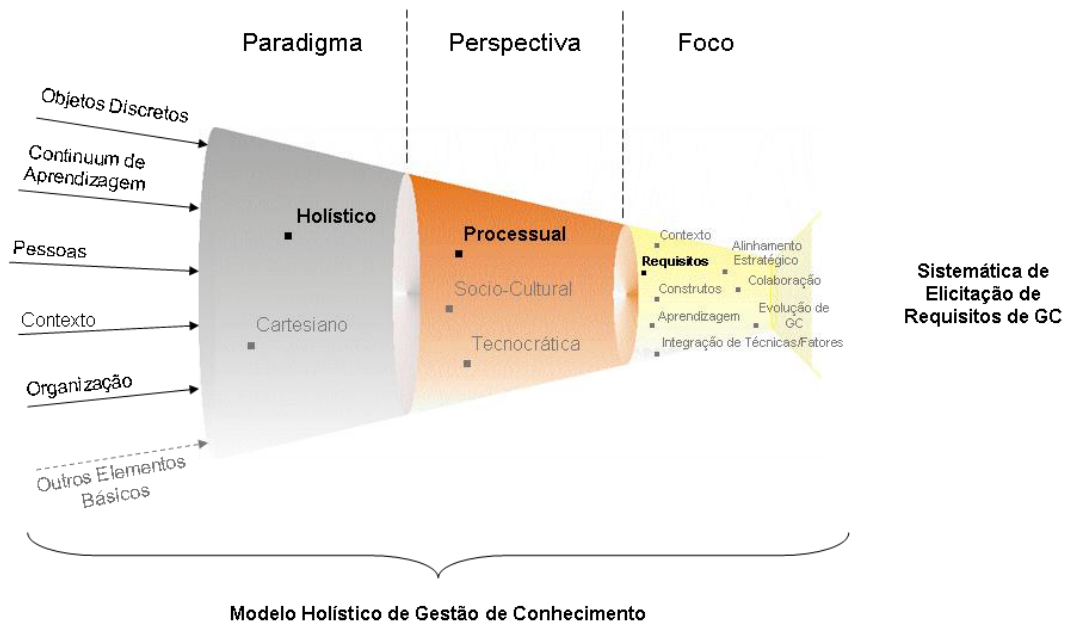 Paradigma
Perspectiva
Foco
Objetos Discretos
Continuum de
Aprendizagem
Pessoas
Contexto
Organização
Outros Elementos
Básicos
Holístico
Cartesiano
Processual
Socio-Cultural
Tecnocrática
Contexto
Requisitos
Construtos
Aprendizagem
Integração de Técnicas/Fatores
Alinhamento
Estratégico
Colaboração
Evolução de
GC
Sistemática de
Elicitação de
Requisitos de GC
Modelo Holístico de Gestão de Conhecimento